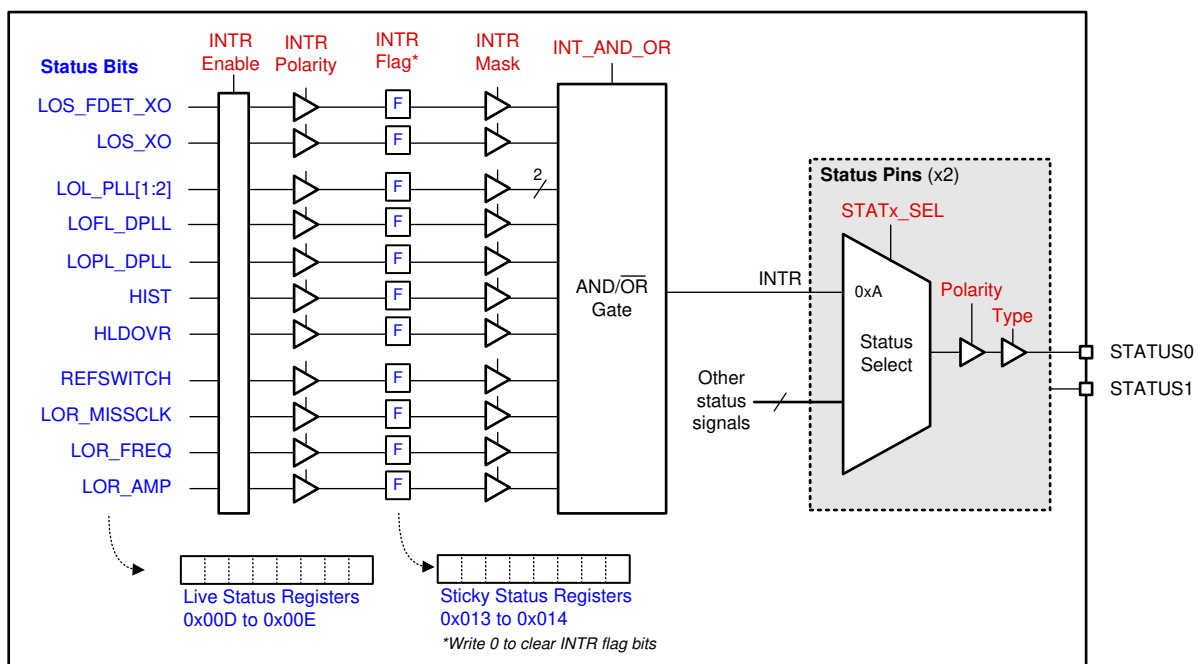 Status Bits
INTR
Enable
INTR
Polarity
INTR
Flag*
INTR
Mask
INT_AND_OR
LOS_FDET_XO
F
LOS_XO
F
LOL_PLL[1:2]
F
2
LOFL_DPLL
F
LOPL_DPLL
F
HIST
F
HLDOVR
F
REFSWITCH
F
LOR_MISSCLK
F
LOR_FREQ
F
LOR_AMP
F
AND/OR
Gate
INTR
Status Pins (x2)
STATx_SEL
0xA
Status
Select
Polarity
Type
Other
status
signals
STATUS0
STATUS1
Live Status Registers
0x00D to 0x00E
Sticky Status Registers
0x013 to 0x014
*Write 0 to clear INTR flag bits